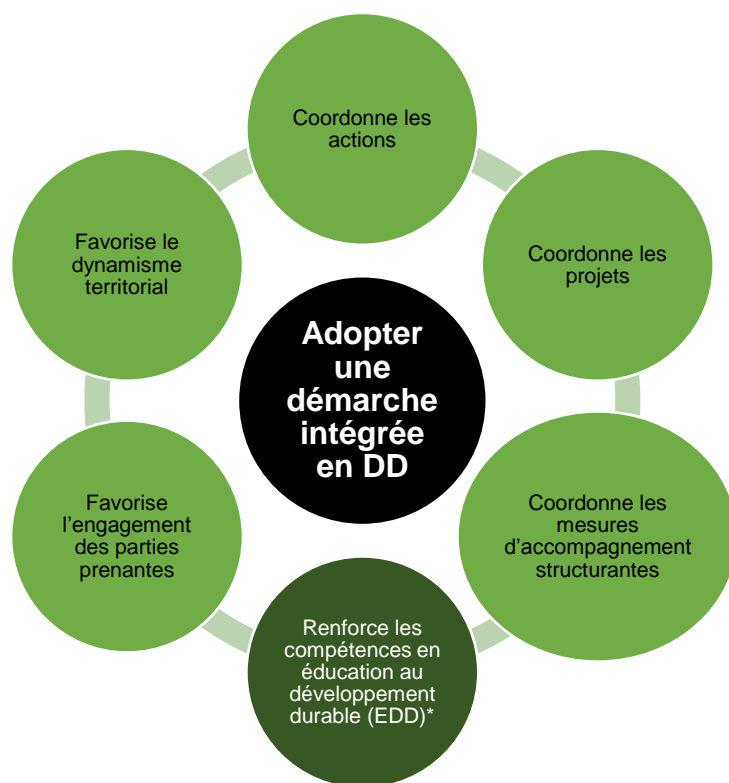 Coordonne les
actions
Coordonne les
projets
Coordonne les
mesures
d’accompagnement
structurantes
Renforce les
compétences en
éducation au
développement
durable (EDD)*
Favorise
l’engagement
des parties
prenantes
Favorise le
dynamisme
territorial
Adopter
une
démarche
intégrée
en DD